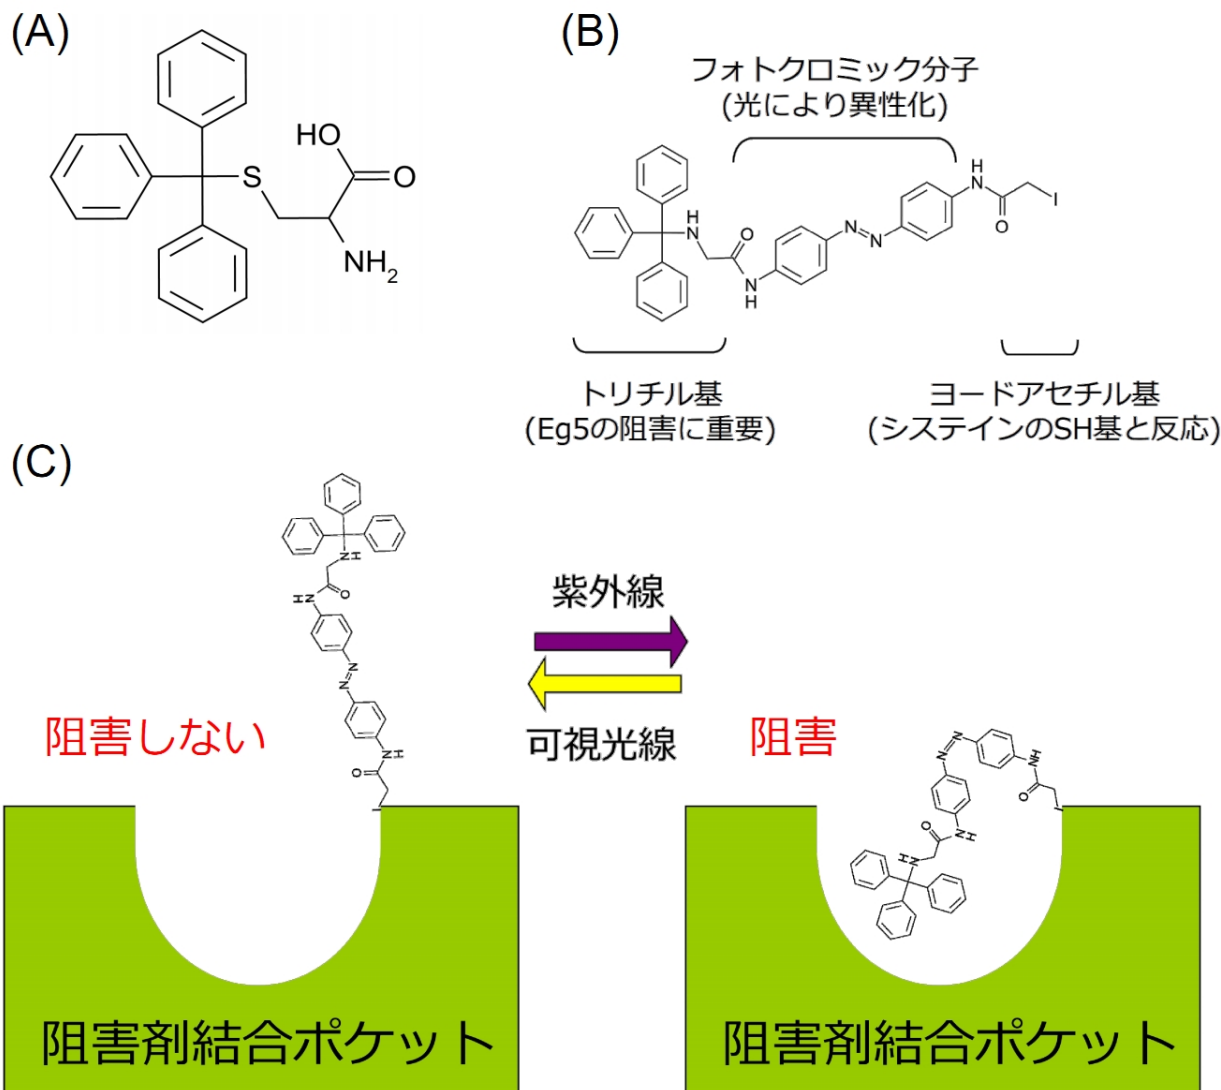 (A)
HO
S
O
NH2
(B)
フォトクロミック分子
(光により異性化)
H
N
O
N
H
N=N
H
N
O
I
トリチル基
(Eg5の阻害に重要)
ヨードアセチル基
(システインのSH基と反応)
(C)
NH
O
N
H
N=N
N
H
O
I
阻害しない
紫外線
可視光線
阻害
N=N
NH
O
I
O
N
H
H
N
阻害剤結合ポケット
阻害剤結合ポケット